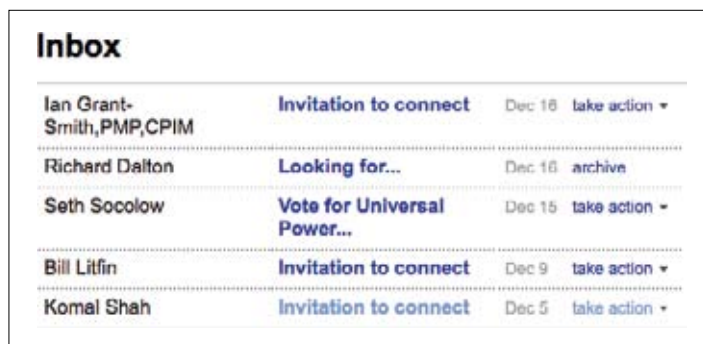 Inbox
Ian Grant- Invitation to connect Dec 16 take action
Smith,PMP,CPIM
Richard Dalton Looking for... Dec 16 archive
Seth Socolow Vote for Universal Dec 15 take action
Power...
Bill Litfin Invitation to connect Dec 9 take action
Komal Shah Invitation to connect Dec 5 take action